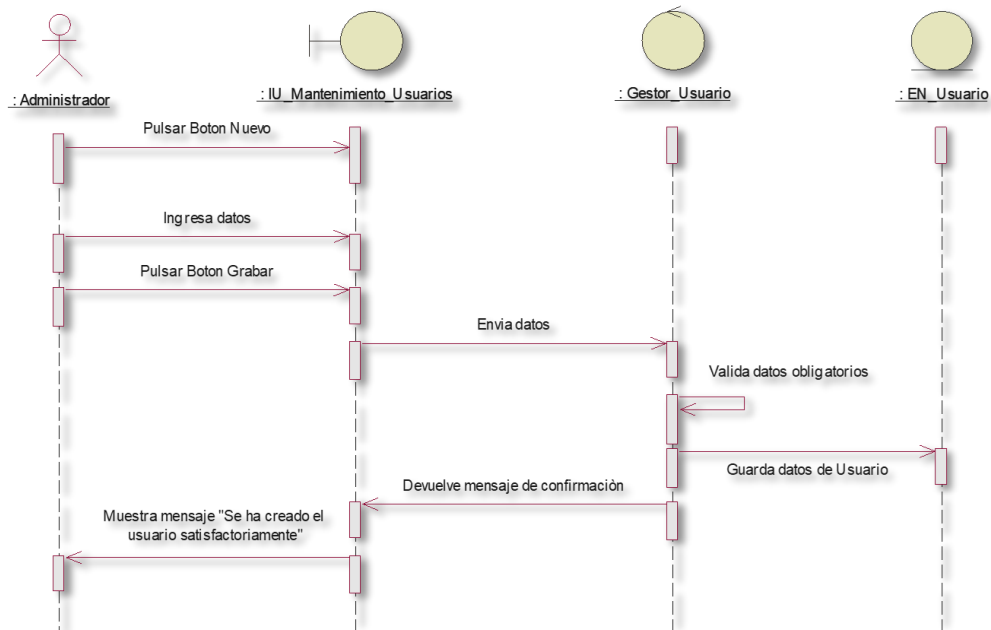 : Administrador
: IU_Mantenimiento_Usuarios
: Gestor_Usuario
: EN_Usuario
Pulsar Boton Nuevo
Ingresa datos
Pulsar Boton Grabar
Envia datos
Valida datos obligatorios
Guarda datos de Usuario
Devuelve mensaje de confirmaciòn
Muestra mensaje "Se ha creado el
usuario satisfactoriamente"